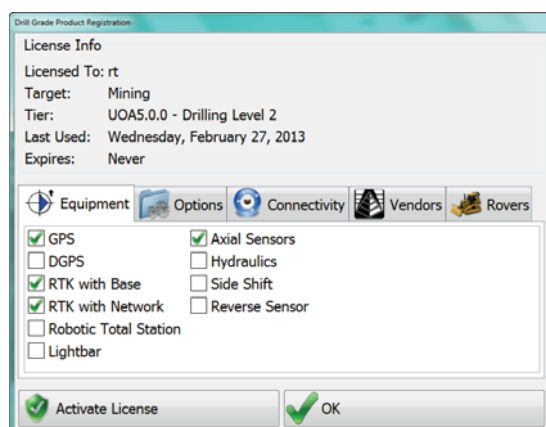 Drill Grade Product Registration
License Info
Licensed To: rt
Target: Mining
Tier: UOA5.0.0 - Drilling Level 2
Last Used: Wednesday, February 27, 2013
Expires: Never
Equipment Options Connectivity Vendors Rovers
GPS Axial Sensors
DGPS Hydraulics
RTK with Base Side Shift
RTK with Network Reverse Sensor
Robotic Total Station
Lightbar
Activate License OK